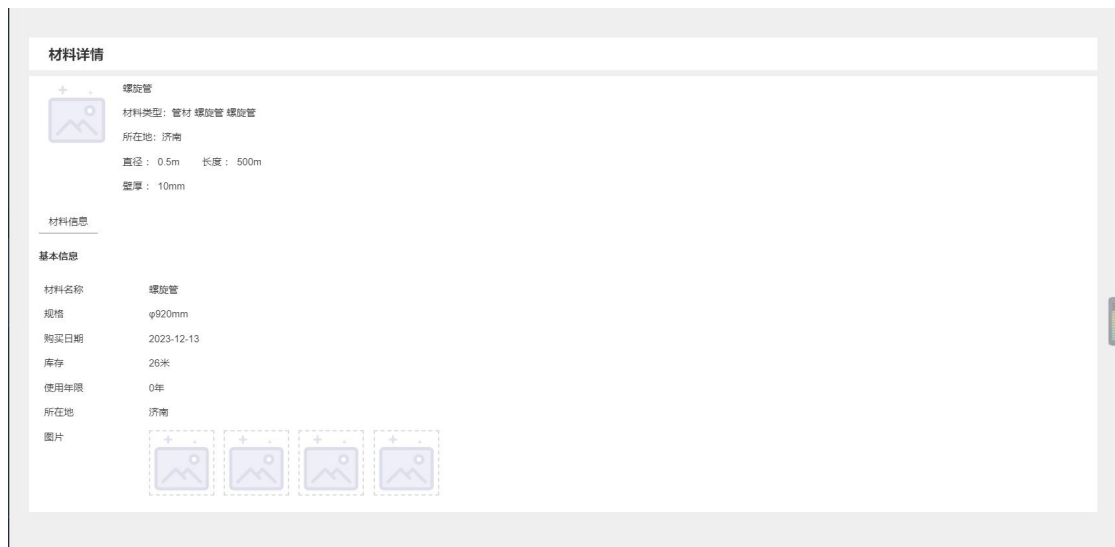 材料详情
螺旋管
材料类型：管材 螺旋管 螺旋管
所在地：济南
直径： 0.5m 长度： 500m
壁厚： 10mm
材料信息
基本信息
材料名称 螺旋管
规格 φ920mm
购买日期 2023-12-13
库存 26米
使用年限 0年
所在地 济南
图片